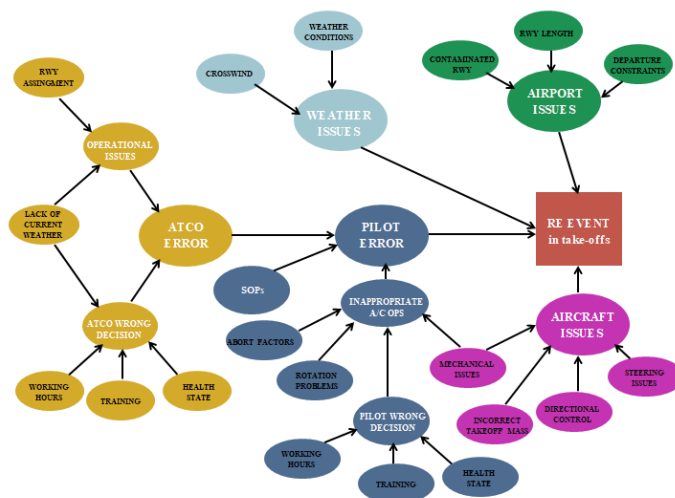 WEATHER
CONDITIONS
RWY LENGTH
CROSSWIND
CONTAMINATED
RWY
DEPARTURE
CONSTRAINTS
RWY
ASSINGMENT
AIRPORT
ISSUES
WEATHER
ISSUES
OPERATIONAL
ISSUES
LACK OF
CURRENT
WEATHER
ATCO
ERROR
PILOT
ERROR
RE EVENT
in take-offs
SOPs
INAPPROPRIATE
A/C OPS
ATCO WRONG
DECISION
ABORT FACTORS
AIRCRAFT
ISSUES
MECHANICAL
ISSUES
STEERING
ISSUES
ROTATION
PROBLEMS
WORKING
HOURS
TRAINING
HEALTH
STATE
PILOT WRONG
DECISION
INCORRECT
TAKEOFF MASS
DIRECTIONAL
CONTROL
WORKING
HOURS
TRAINING
HEALTH
STATE